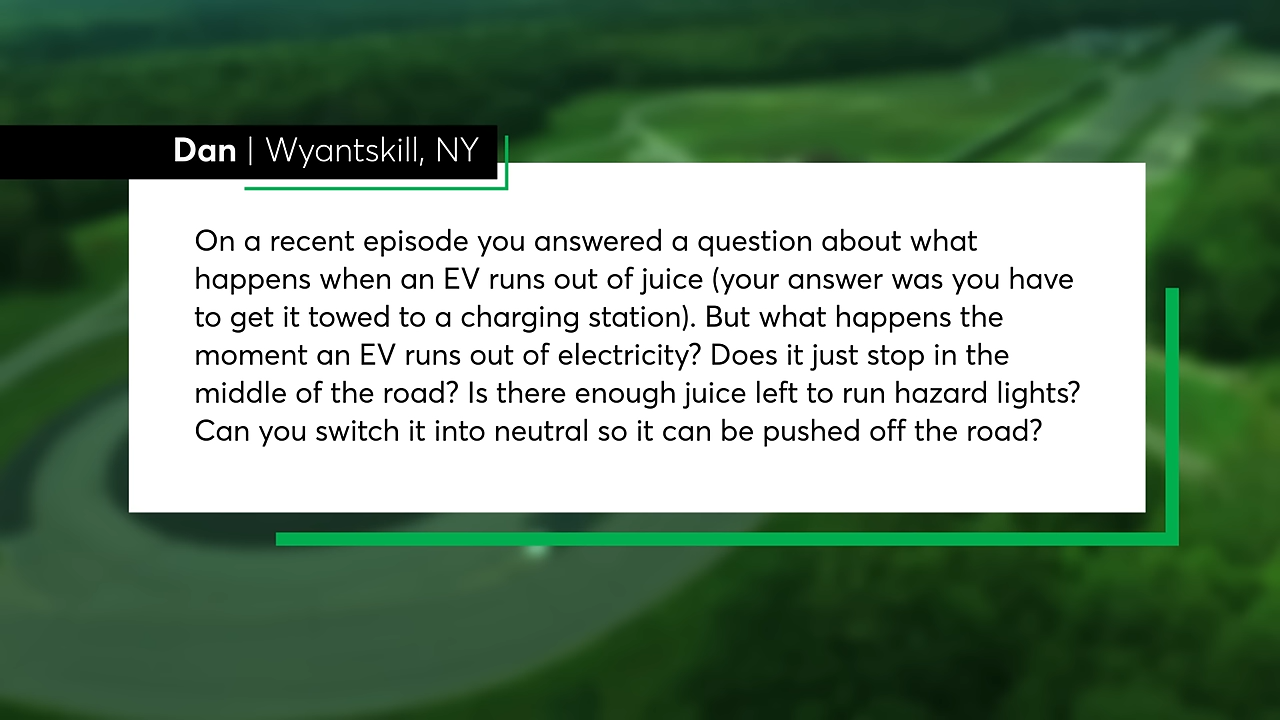 Dan | Wyantskill, NY
On a recent episode you answered a question about what
happens when an EV runs out of juice (your answer was you have
to get it towed to a charging station). But what happens the
moment an EV runs out of electricity? Does it just stop in the
middle of the road? Is there enough juice left to run hazard lights?
Can you switch it into neutral so it can be pushed off the road?